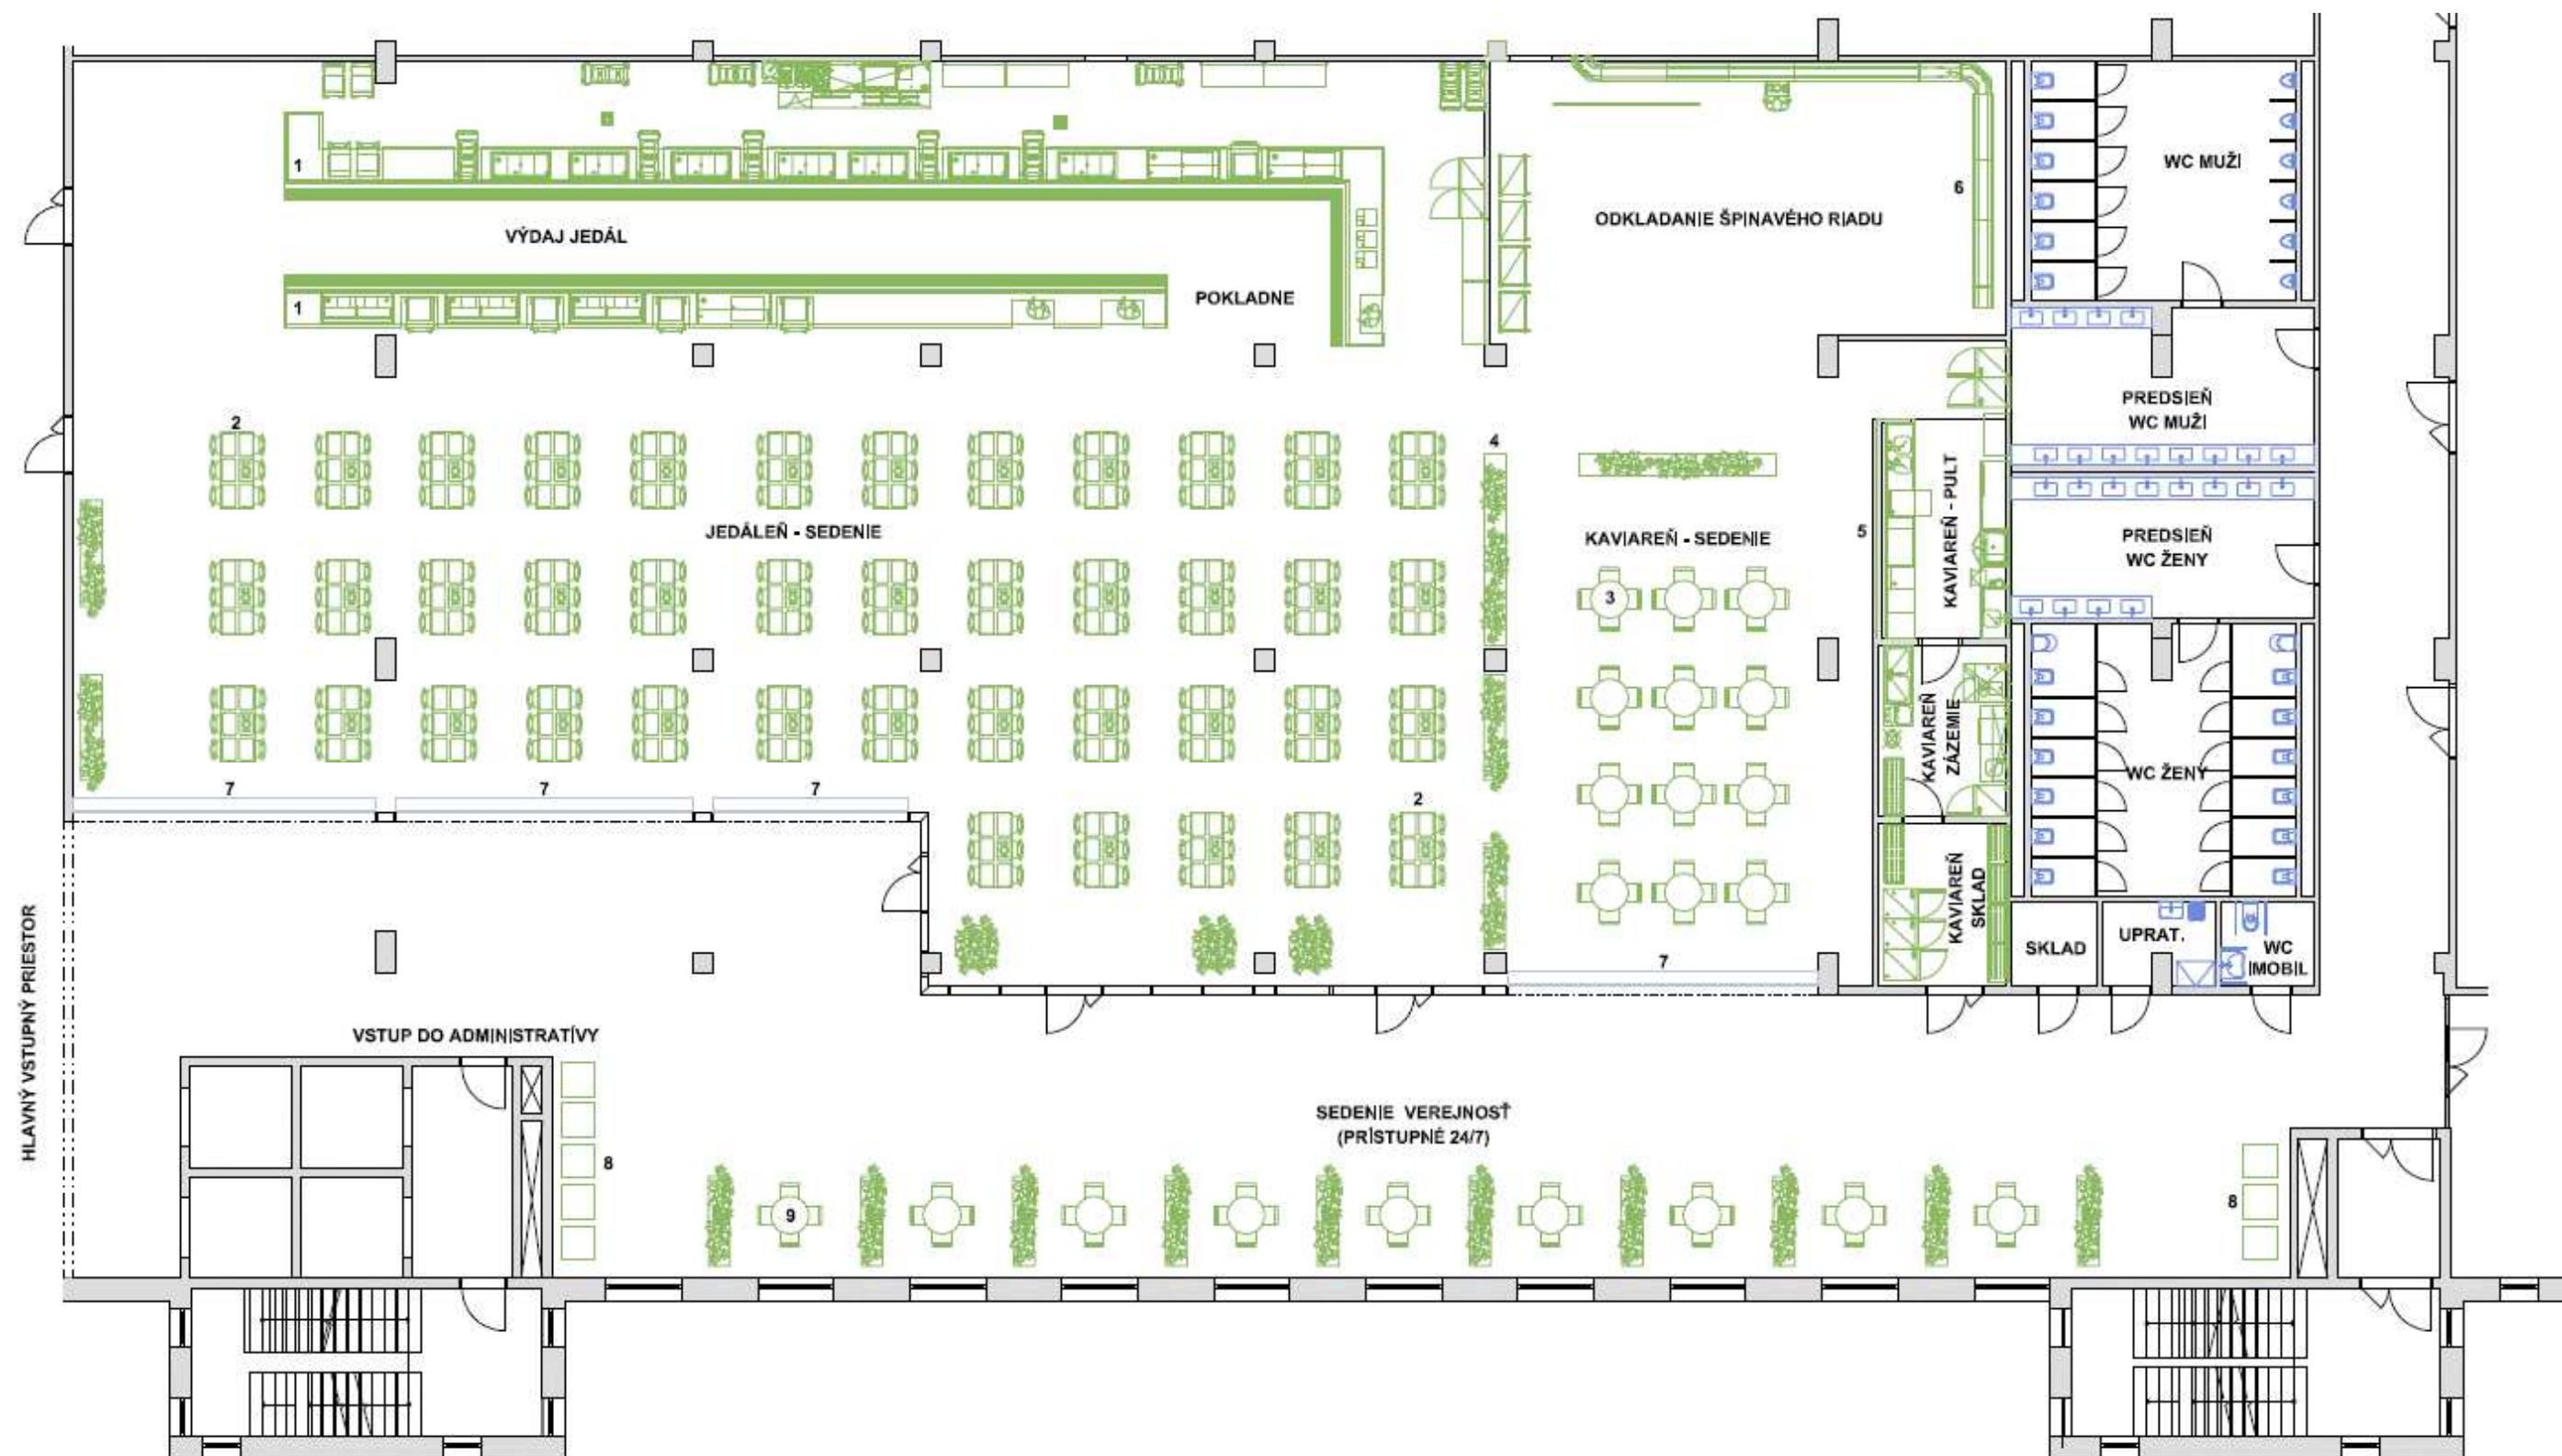 1
WC MUŽI
6
ODKLADANIE ŠPINAVÉHO RIADU
VÝDAJ JEDÁL
1
POKLADNE
PREDSIEŇ
WC MUŽI
2
4
JEDÁLEŇ - SEDENIE
KAVIAREŇ - SEDENIE
5
KAVIAREŇ - PULT
PREDSIEŇ
WC ŽENY
3
KAVIAREŇ
ZÁZEMIE
WC ŽENY
7
7
7
2
KAVIAREŇ
SKLAD
HLAVNÝ VSTUPNÝ PRIESTOR
7
SKLAD
UPRAT.
WC
IMOBIL
VSTUP DO ADMINISTRATÍVY
SEDENIE VEREJNOSŤ
(PRÍSTUPNÉ 24/7)
8
9
8